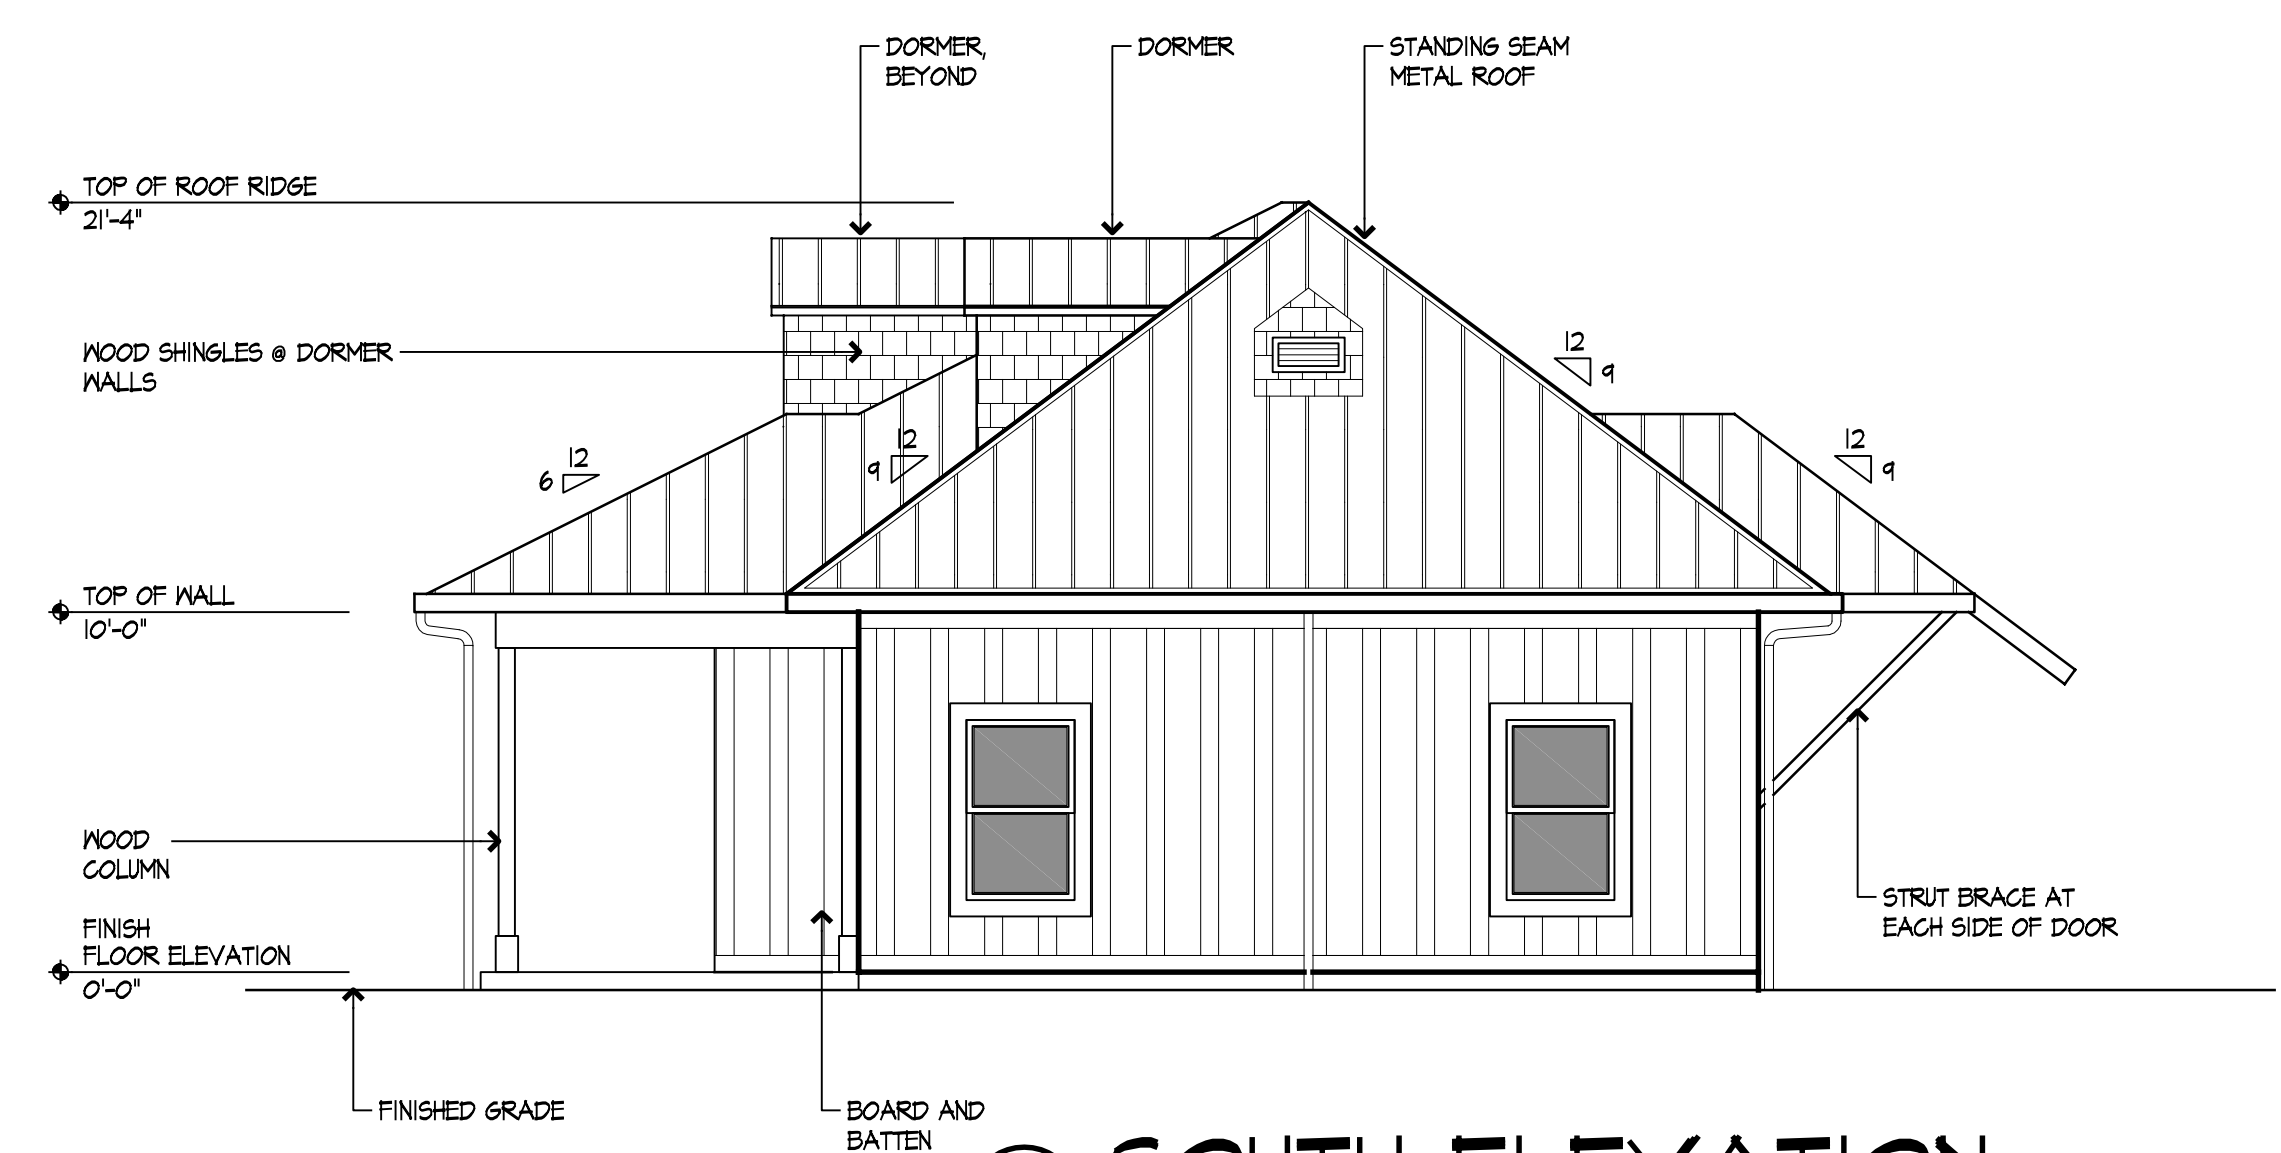 DORMER,
BEYOND
DORMER
STANDING SEAM
METAL ROOF
TOP OF ROOF RIDGE
21'-4"
WOOD SHINGLES @ DORMER
WALLS
12
9
12
9
12
9
12
6
TOP OF WALL
10'-0"
WOOD
COLUMN
FINISH
FLOOR ELEVATION
0'-0"
STRUT BRACE AT
EACH SIDE OF DOOR
FINISHED GRADE
BOARD AND
BATTEN
SOUTH ELEVATION